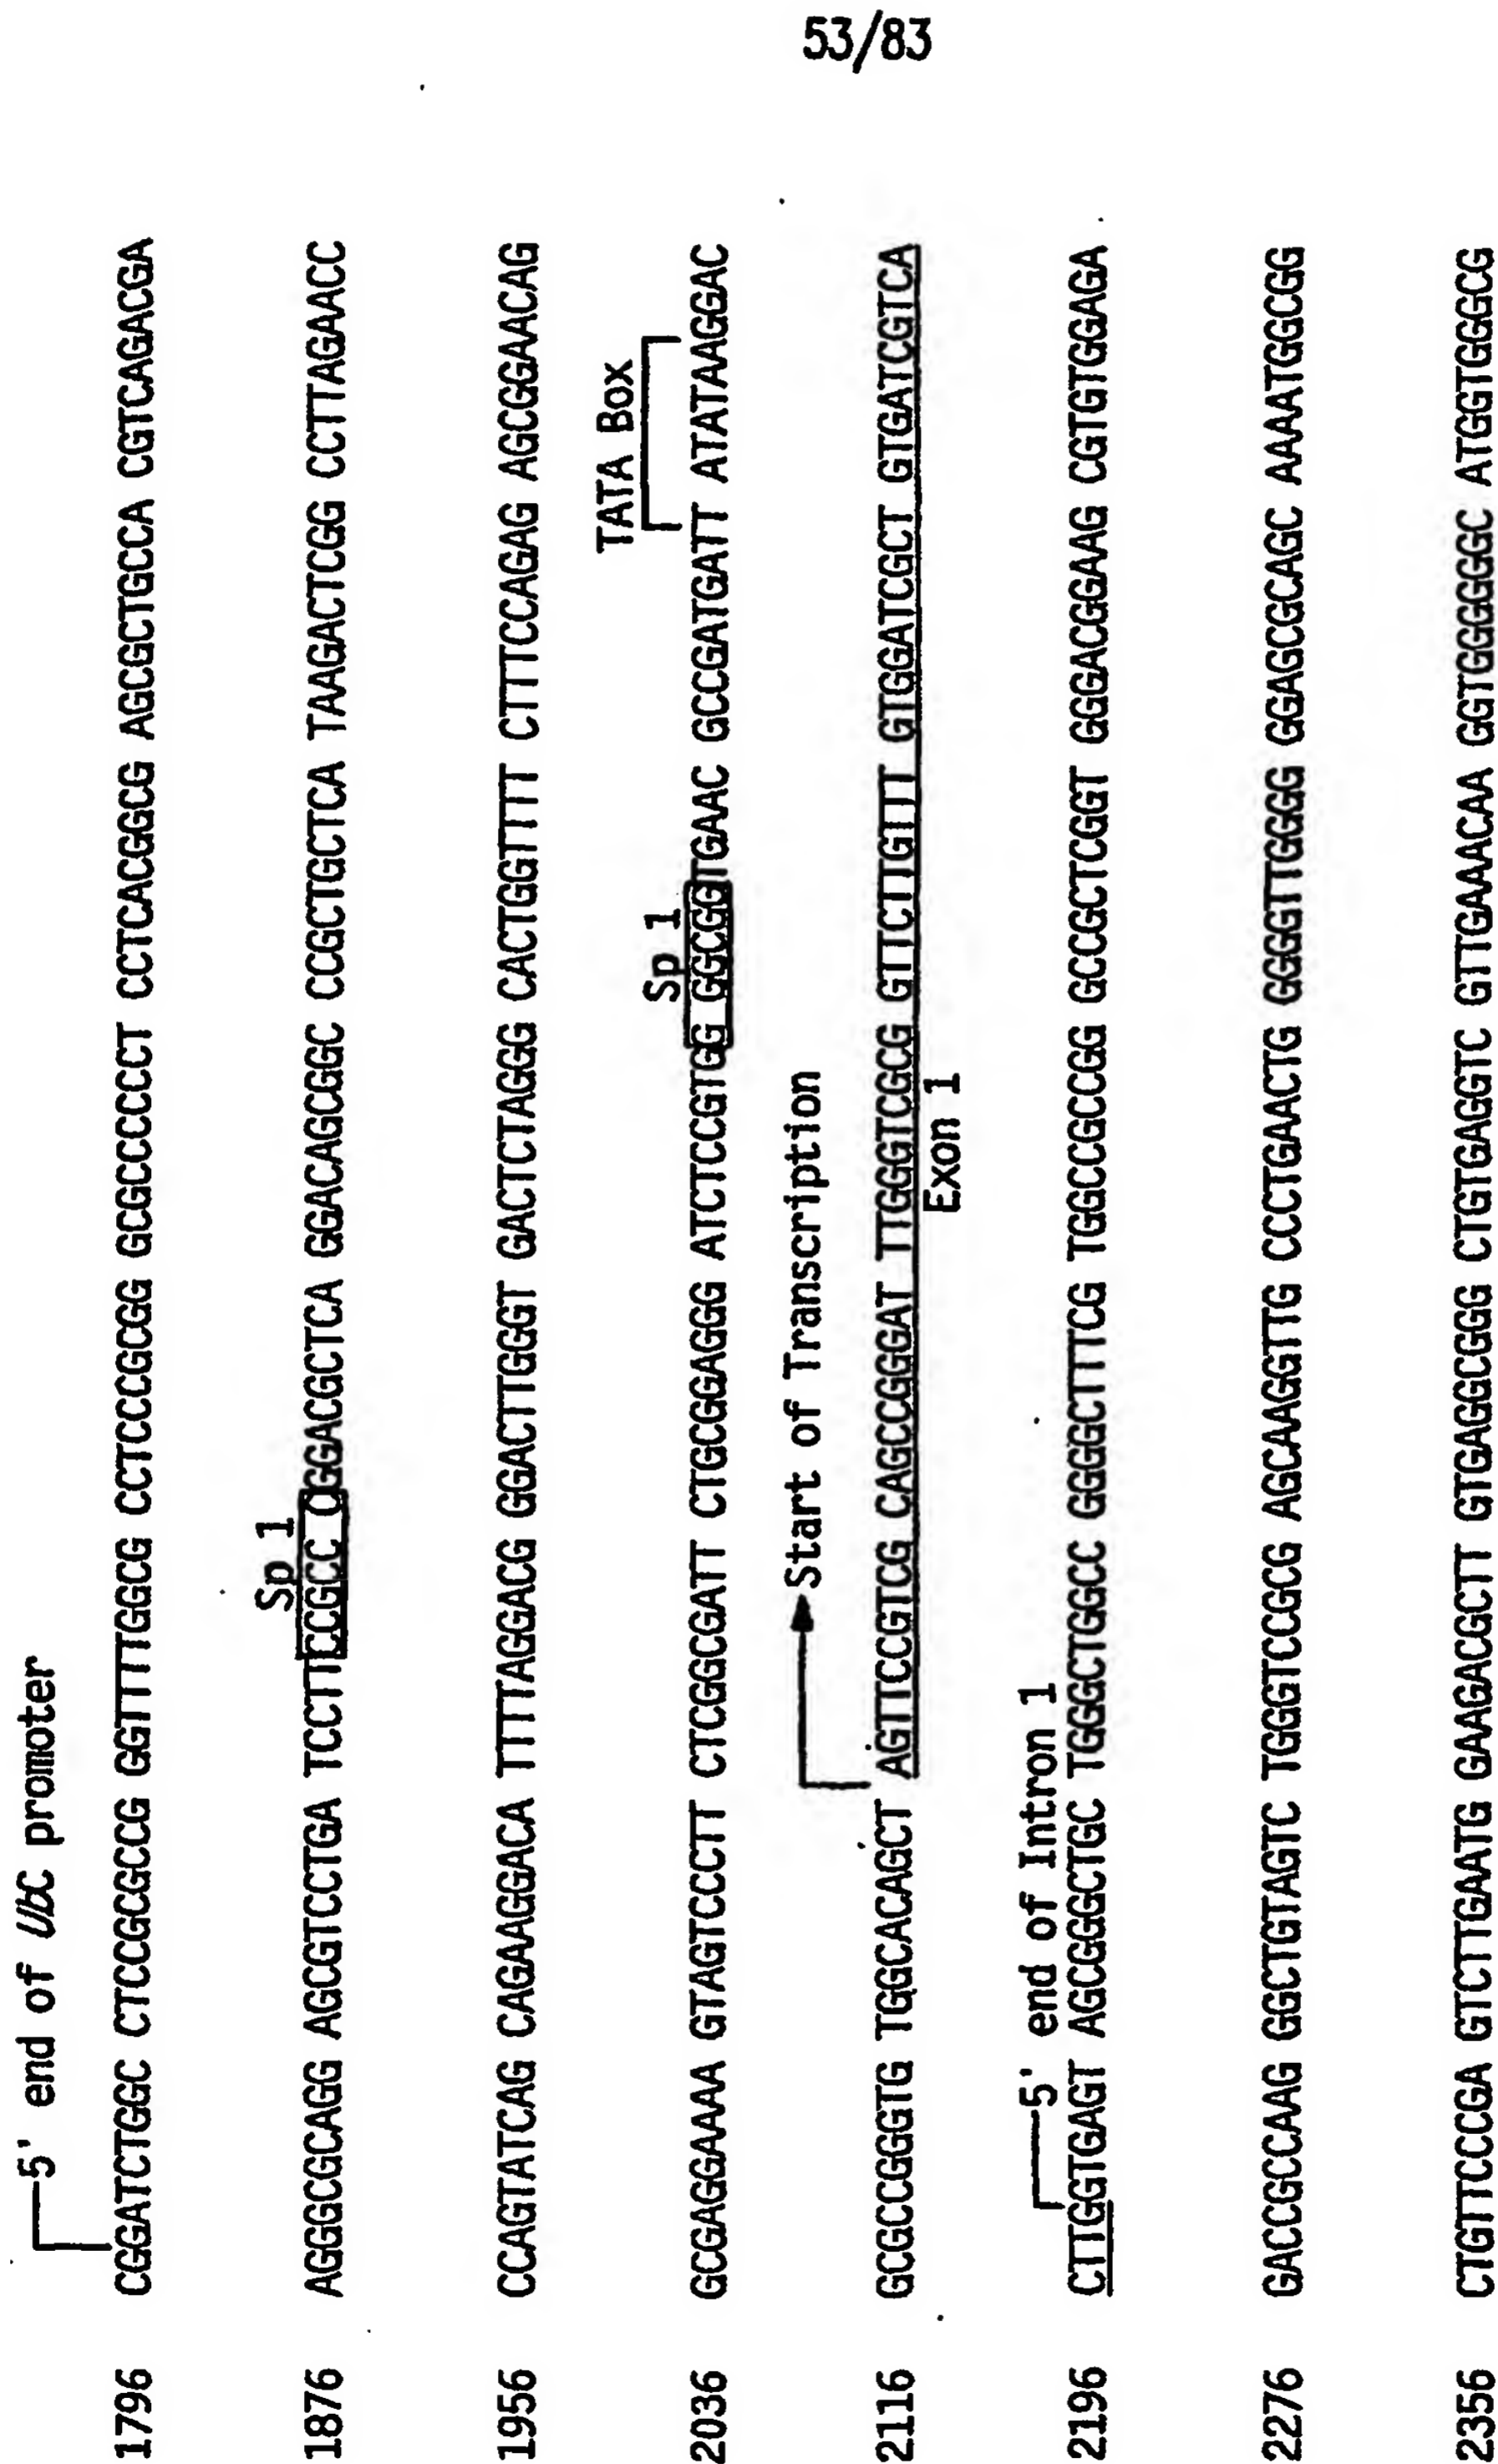 53/83
5' end of UbC promoter
1796 CGGATCTGGC CTCCGCGCCG GGTTTTGGCG CCTCCCGCGG GCGCCCCCCT CCTCACGGCG AGCGCTGCCA CGTCAGACGA
Sp 1
1876 AGGGCGCAGG AGCGTCCTGA TCCTTCCGCC CGGACGCTCA GGACAGCGGC CCGCTGCTCA TAAGACTCGG CCTTAGAACC
1956 CCAGTATCAG CAGAAGGACA TTTTAGGACG GGACTTGGGT GACTCTAGGG CACTGGTTTT CTTTCCAGAG AGCGGAACAG
Sp 1 TATA Box
2036 GCGAGGAAAA GTAGTCCCTT CTCGGCGATT CTGCGGAGGG ATCTCCGTGG GGCGGTGAAC GCCGATGATT ATATAAGGAC
Start of Transcription
2116 GCGCCGGGTG TGGCACAGCT AGTTCCGTCG CAGCCGGGAT TTGGGTCGCG GTTCTTGTTT GTGGATCGCT GTGATCGTCA
Exon 1
5' end of Intron 1
2196 CTTGGTGAGT AGCGGGCTGC TGGGCTGGCC GGGGCTTTCG TGGCCGCCGG GCCGCTCGGT GGGACGGAAG CGTGTGGAGA
2276 GACCGCCAAG GGCTGTAGTC TGGGTCCGCG AGCAAGGTTG CCCTGAACTG GGGGTTGGGG GGAGCGCAGC AAAATGGCGG
2356 CTGTTCCCGA GTCTTGAATG GAAGACGCTT GTGAGGCGGG CTGTGAGGTC GTTGAAACAA GGTGGGGGGC ATGGTGGGCG